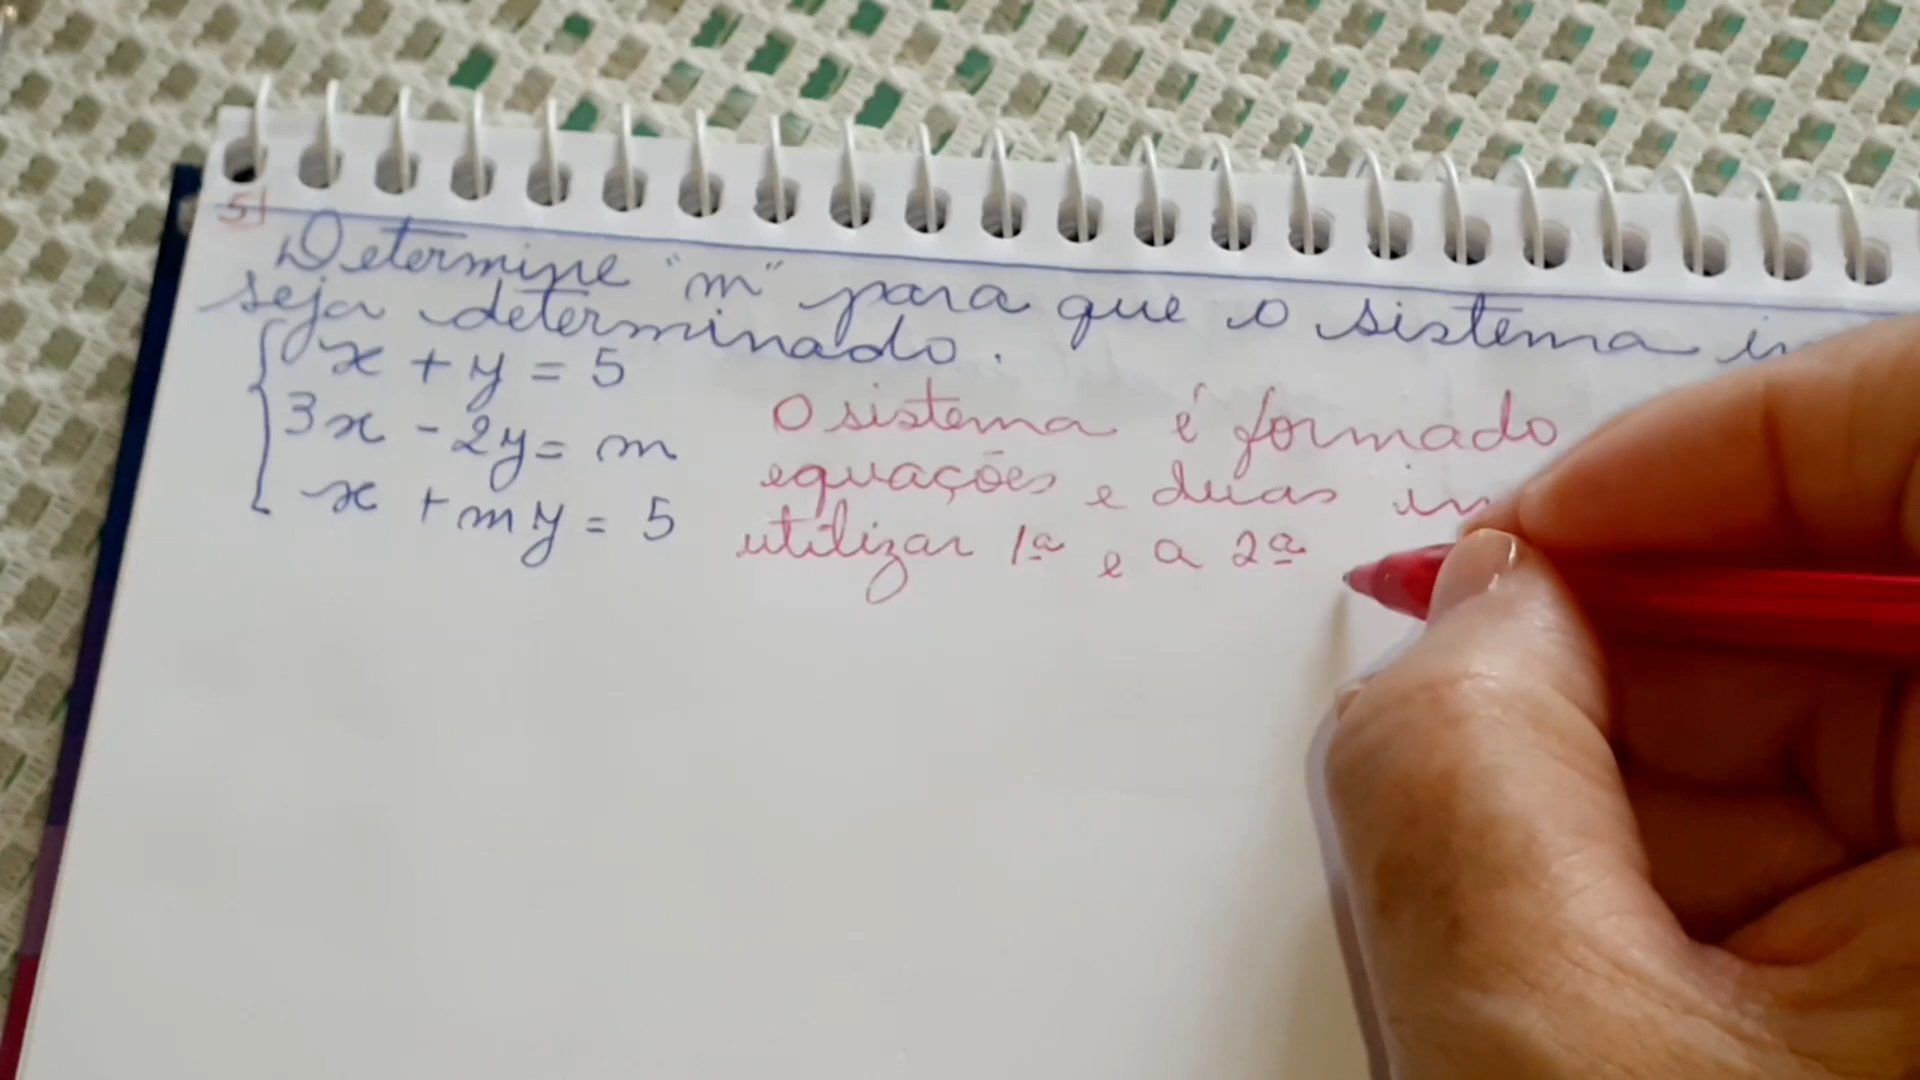 5)
Determine "m" para que o sistema
seja determinado.
x + y = 5
3x - 2y = m
x + my = 5
O sistema é formado
equações e duas
utilizar 1ª e a 2ª